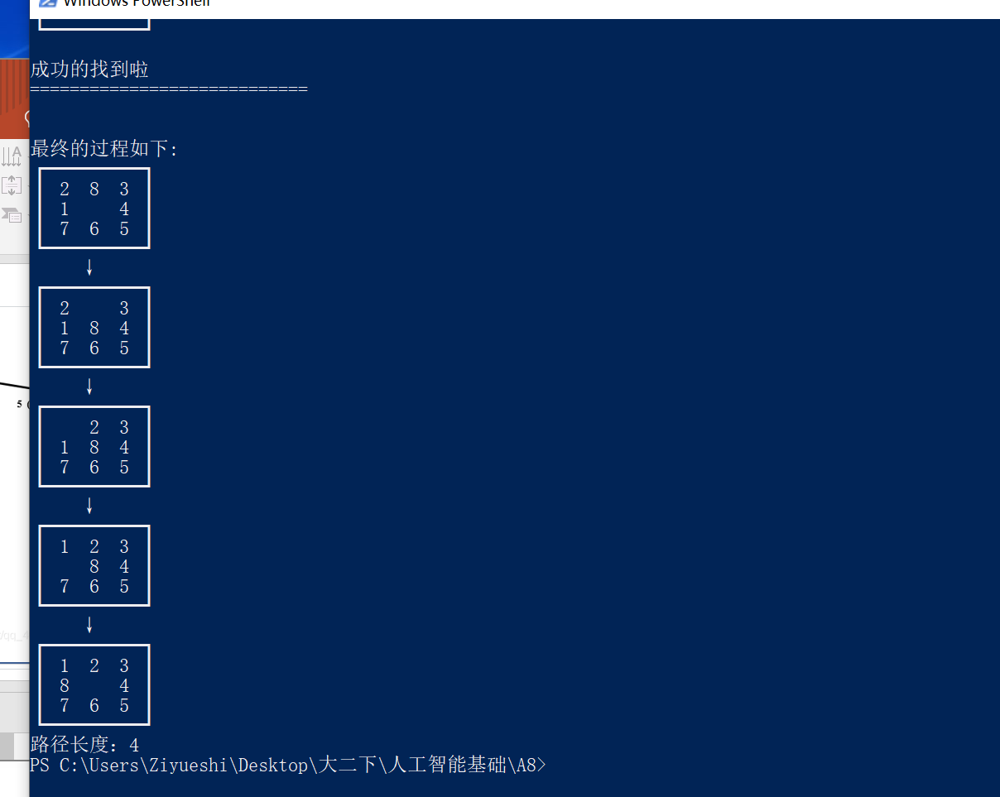 Windows PowerShell
成功的找到啦
============================
最终的过程如下:
2 8 3
1 4
7 6 5
↓
2 3
1 8 4
7 6 5
↓
2 3
1 8 4
7 6 5
↓
1 2 3
8 4
7 6 5
↓
1 2 3
8 4
7 6 5
路径长度: 4
PS C:\Users\Ziyueshi\Desktop\大二下\人工智能基础\A8>
A
5 (
/qq_4